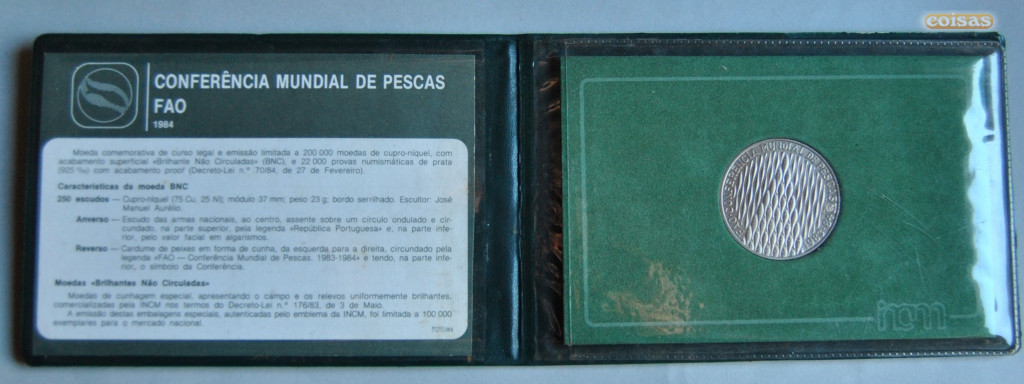 coisas
CONFERÊNCIA MUNDIAL DE PESCAS
FAO
1984
Moeda comemorativa de curso legal e emissão limitada a 200 000 moedas de cupro-níquel, com
acabamento superficial «Brilhante Não Circuladas» (BNC), e 22 000 provas numismáticas de prata
(925 ‰) com acabamento proof (Decreto-Lei n.º 70/84, de 27 de Fevereiro).
Características da moeda BNC
250 escudos — Cupro-níquel (75 Cu, 25 Ni); módulo 37 mm; peso 23 g; bordo serrilhado. Escultor: José
Manuel Aurélio.
Anverso — Escudo das armas nacionais, ao centro, assente sobre um círculo ondulado e cir-
cundado, na parte superior, pela legenda «República Portuguesa» e, na parte infe-
rior, pelo valor facial em algarismos.
Reverso — Cardume de peixes em forma de cunha, da esquerda para a direita, circundado pela
legenda «FAO — Conferência Mundial de Pescas. 1983-1984» e tendo, na parte infe-
rior, o símbolo da Conferência.
Moedas «Brilhantes Não Circuladas»
Moedas de cunhagem especial, apresentando o campo e os relevos uniformemente brilhantes,
comercializadas pela INCM nos termos do Decreto-Lei n.º 176/83, de 3 de Maio.
A emissão destas embalagens especiais, autenticadas pelo emblema da INCM, foi limitada a 100 000
exemplares para o mercado nacional.
CONFERÊNCIA MUNDIAL DE PESCAS
incm